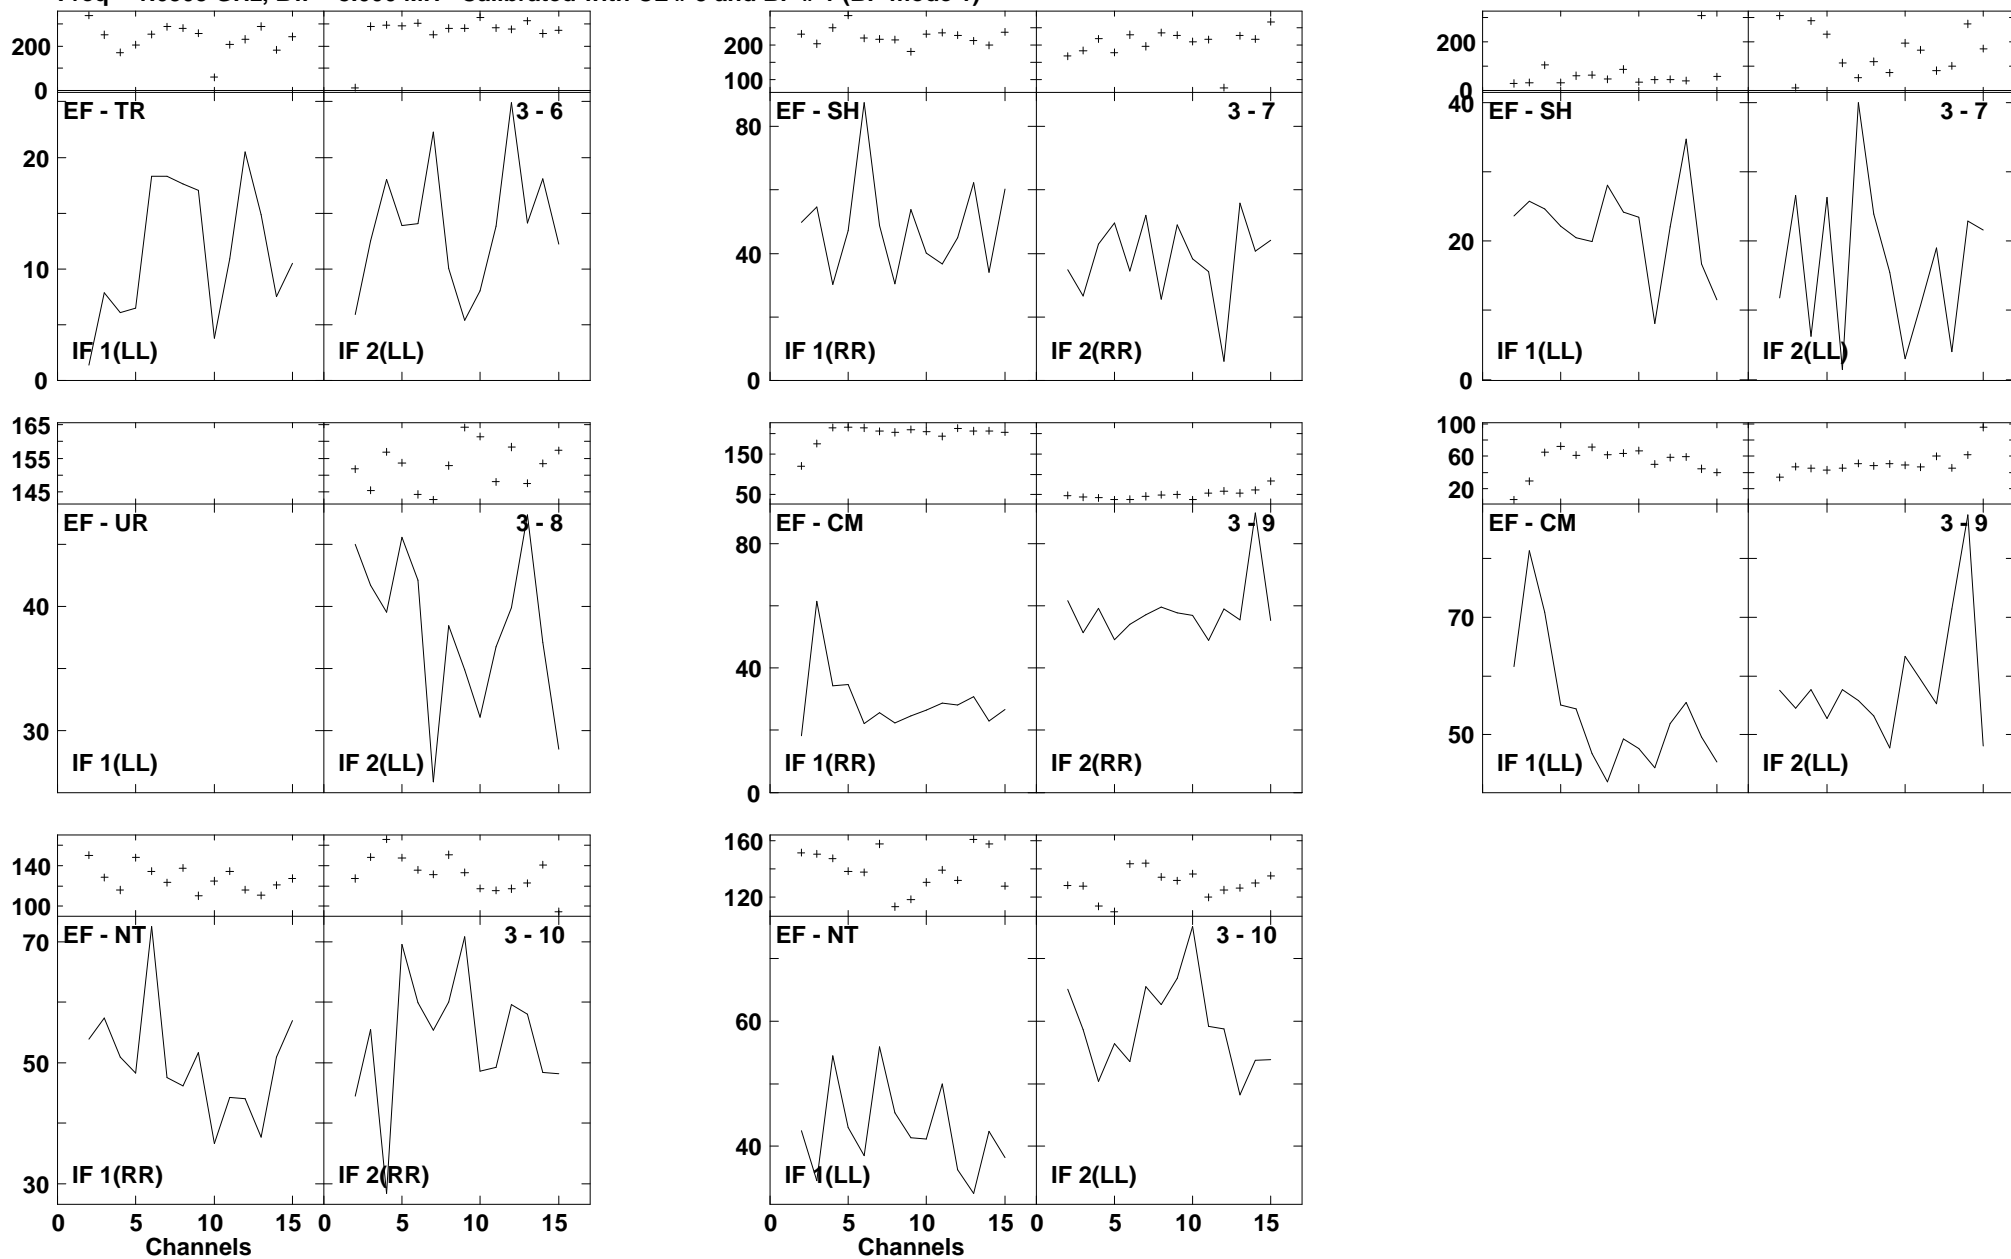 200
0
EF - TR
3 - 6
20
10
0
IF 1(LL)
IF 2(LL)
200
100
EF - SH
3 - 7
80
40
0
IF 1(RR)
IF 2(RR)
200
0
40
EF - SH
3 - 7
20
0
IF 1(LL)
IF 2(LL)
165
155
145
EF - UR
3 - 8
40
30
IF 1(LL)
IF 2(LL)
150
50
EF - CM
3 - 9
80
40
0
IF 1(RR)
IF 2(RR)
100
60
20
EF - CM
3 - 9
70
50
IF 1(LL)
IF 2(LL)
140
100
EF - NT
3 - 10
70
50
30
IF 1(RR)
IF 2(RR)
0 5 10 15 0 5 10 15
Channels
160
120
EF - NT
3 - 10
60
40
IF 1(LL)
IF 2(LL)
0 5 10 15 0 5 10 15
Channels